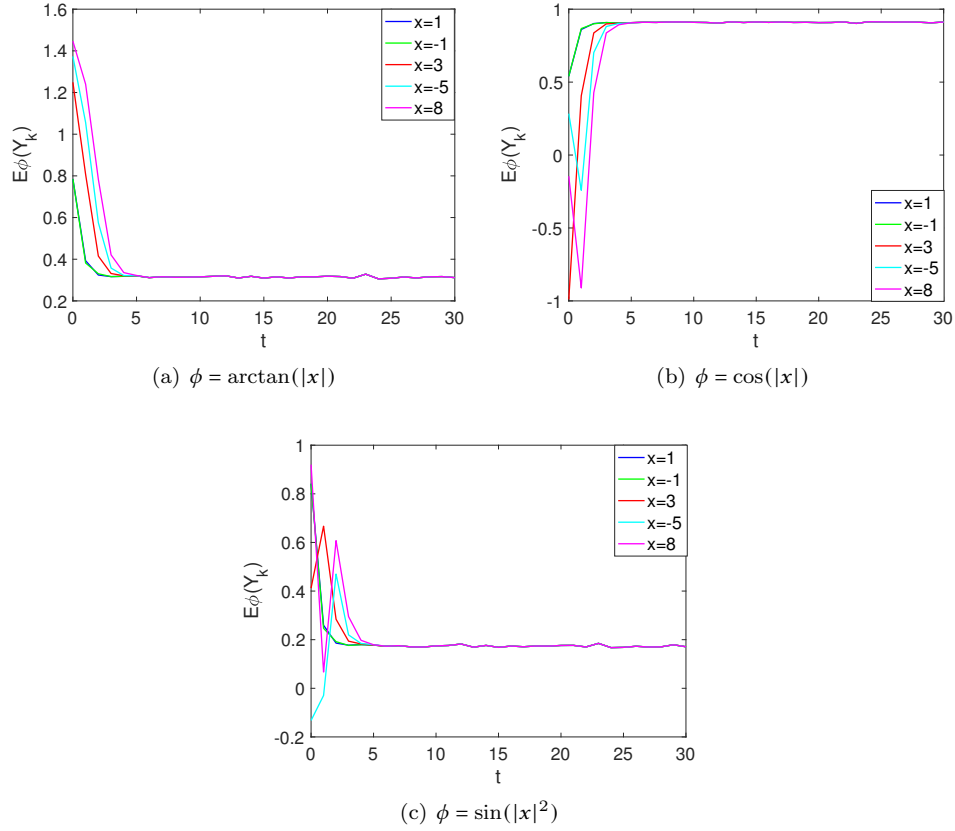 1.6
1.4
1.2
1
0.8
0.6
0.4
0.2
Eϕ(Y_k)
0 5 10 15 20 25 30
t
x=1
x=-1
x=3
x=-5
x=8
(a) ϕ = arctan(|x|)
1
0.5
0
-0.5
-1
Eϕ(Y_k)
0 5 10 15 20 25 30
t
x=1
x=-1
x=3
x=-5
x=8
(b) ϕ = cos(|x|)
1
0.8
0.6
0.4
0.2
0
-0.2
Eϕ(Y_k)
0 5 10 15 20 25 30
t
x=1
x=-1
x=3
x=-5
x=8
(c) ϕ = sin(|x|²)